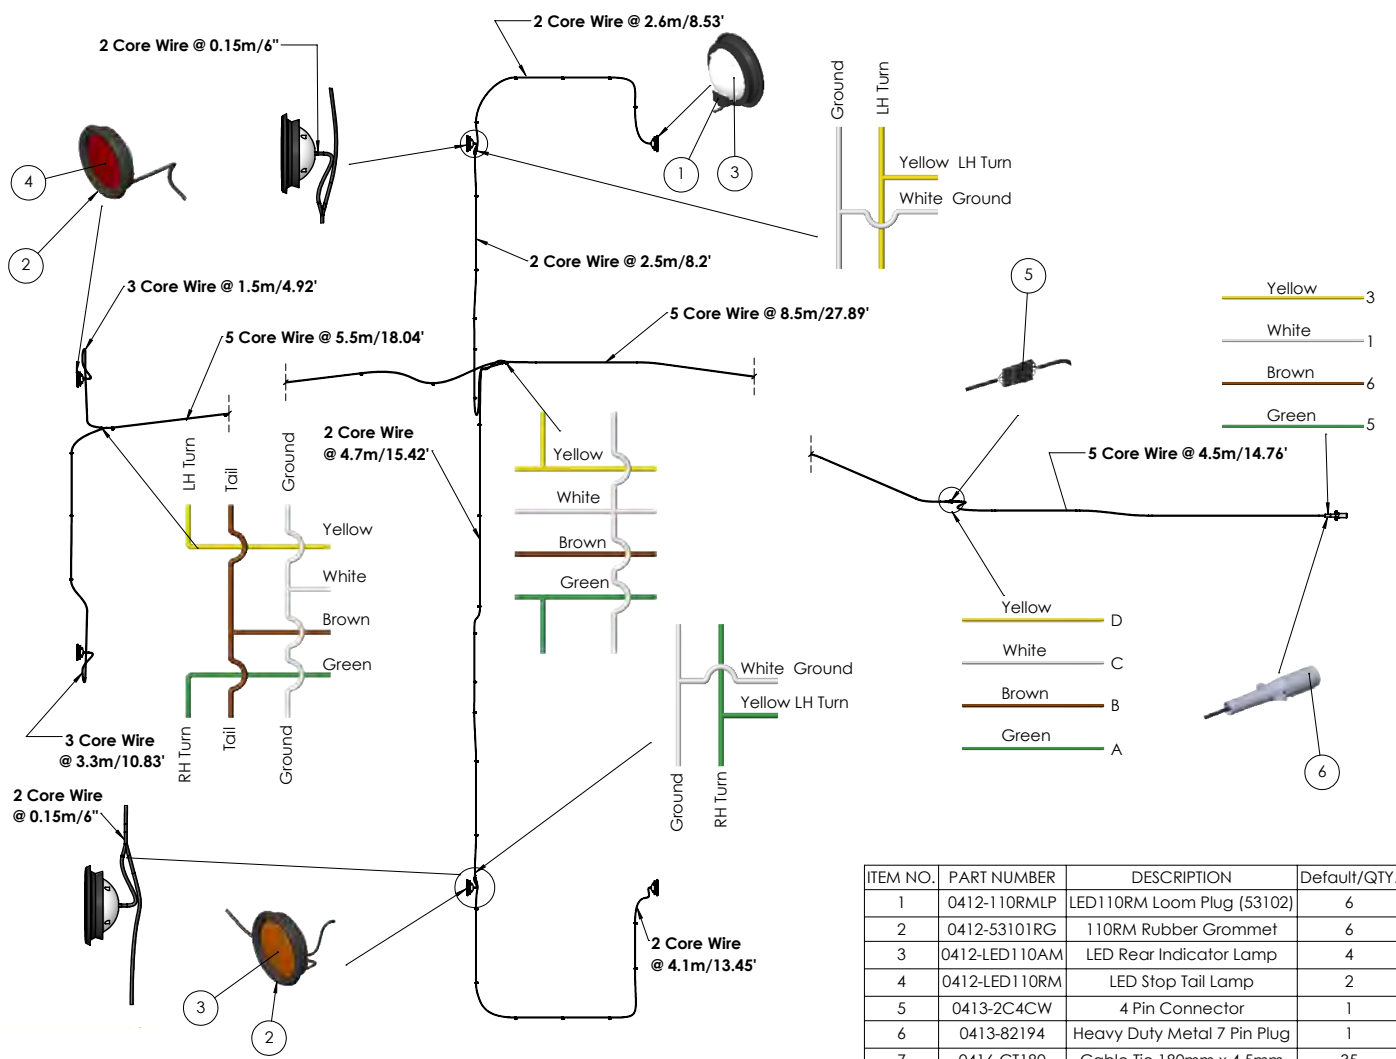 2 Core Wire @ 2.6m/8.53'
2 Core Wire @ 0.15m/6"
Ground
LH Turn
Yellow LH Turn
White Ground
4
2
1
3
2 Core Wire @ 2.5m/8.2'
5
3 Core Wire @ 1.5m/4.92'
5 Core Wire @ 8.5m/27.89'
5 Core Wire @ 5.5m/18.04'
Yellow 3
White 1
Brown 6
Green 5
2 Core Wire
@ 4.7m/15.42'
5 Core Wire @ 4.5m/14.76'
LH Turn
Tail
Ground
Yellow
White
Brown
Green
RH Turn
Tail
Ground
Yellow
White
Brown
Green
3 Core Wire
@ 3.3m/10.83'
White Ground
Yellow LH Turn
Ground
RH Turn
Yellow D
White C
Brown B
Green A
6
2 Core Wire
@ 0.15m/6"
3
2
2 Core Wire
@ 4.1m/13.45'
ITEM NO. PART NUMBER DESCRIPTION Default/QTY.
1 0412-110RMLP LED110RM Loom Plug (53102) 6
2 0412-53101RG 110RM Rubber Grommet 6
3 0412-LED110AM LED Rear Indicator Lamp 4
4 0412-LED110RM LED Stop Tail Lamp 2
5 0413-2C4CW 4 Pin Connector 1
6 0413-82194 Heavy Duty Metal 7 Pin Plug 1
7 0416-CT180 Cable Tie 180mm x 4.5mm 35